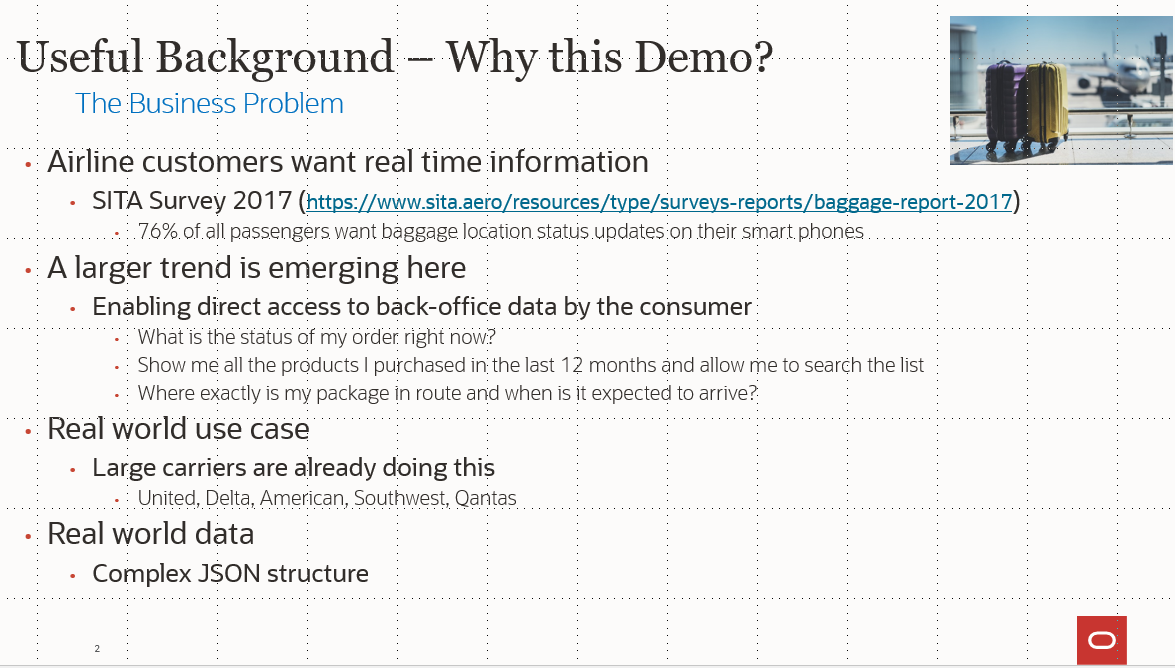 Useful Background – Why this Demo?
The Business Problem
• Airline customers want real time information
• SITA Survey 2017 (https://www.sita.aero/resources/type/surveys-reports/baggage-report-2017)
• 76% of all passengers want baggage location status updates on their smart phones
• A larger trend is emerging here
• Enabling direct access to back-office data by the consumer
• What is the status of my order right now?
• Show me all the products I purchased in the last 12 months and allow me to search the list
• Where exactly is my package in route and when is it expected to arrive?
• Real world use case
• Large carriers are already doing this
• United, Delta, American, Southwest, Qantas
• Real world data
• Complex JSON structure
2